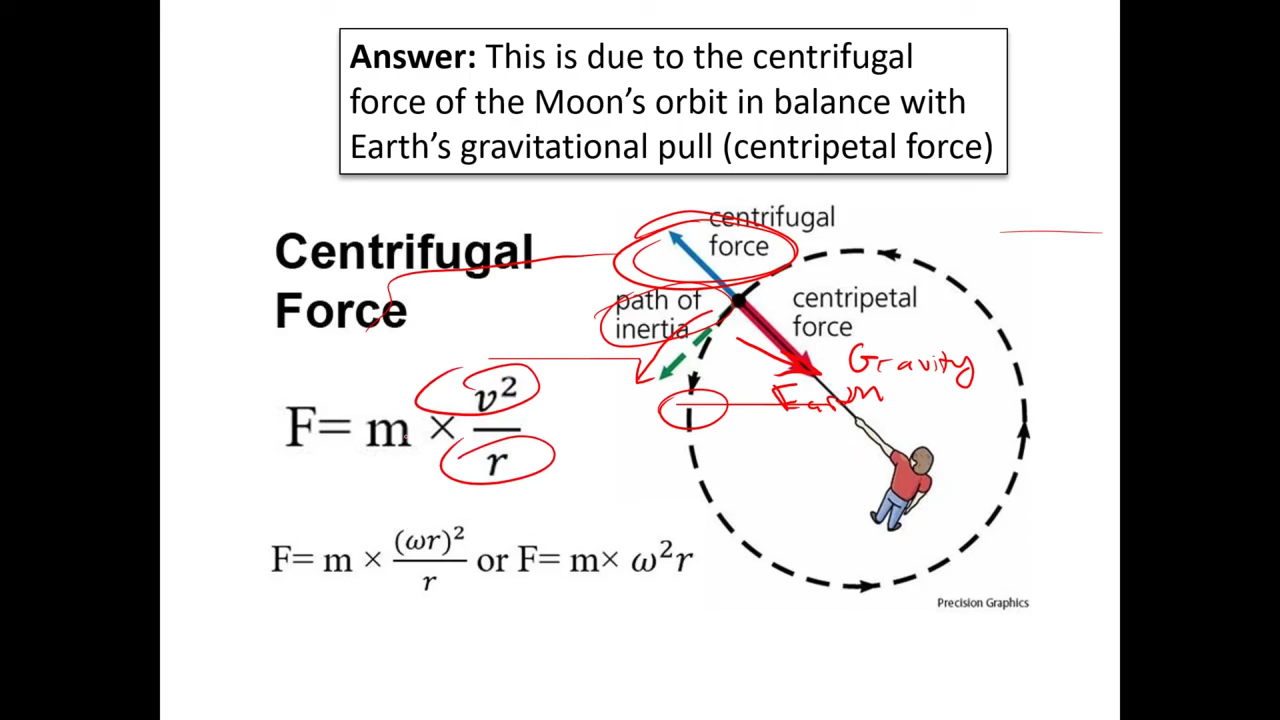 Answer: This is due to the centrifugal
force of the Moon’s orbit in balance with
Earth’s gravitational pull (centripetal force)
Centrifugal
Force
centrifugal
force
path of
inertia
centripetal
force
Gravity
Earth
F= m × v²/r
F= m × (ωr)²/r or F= m× ω²r
Precision Graphics